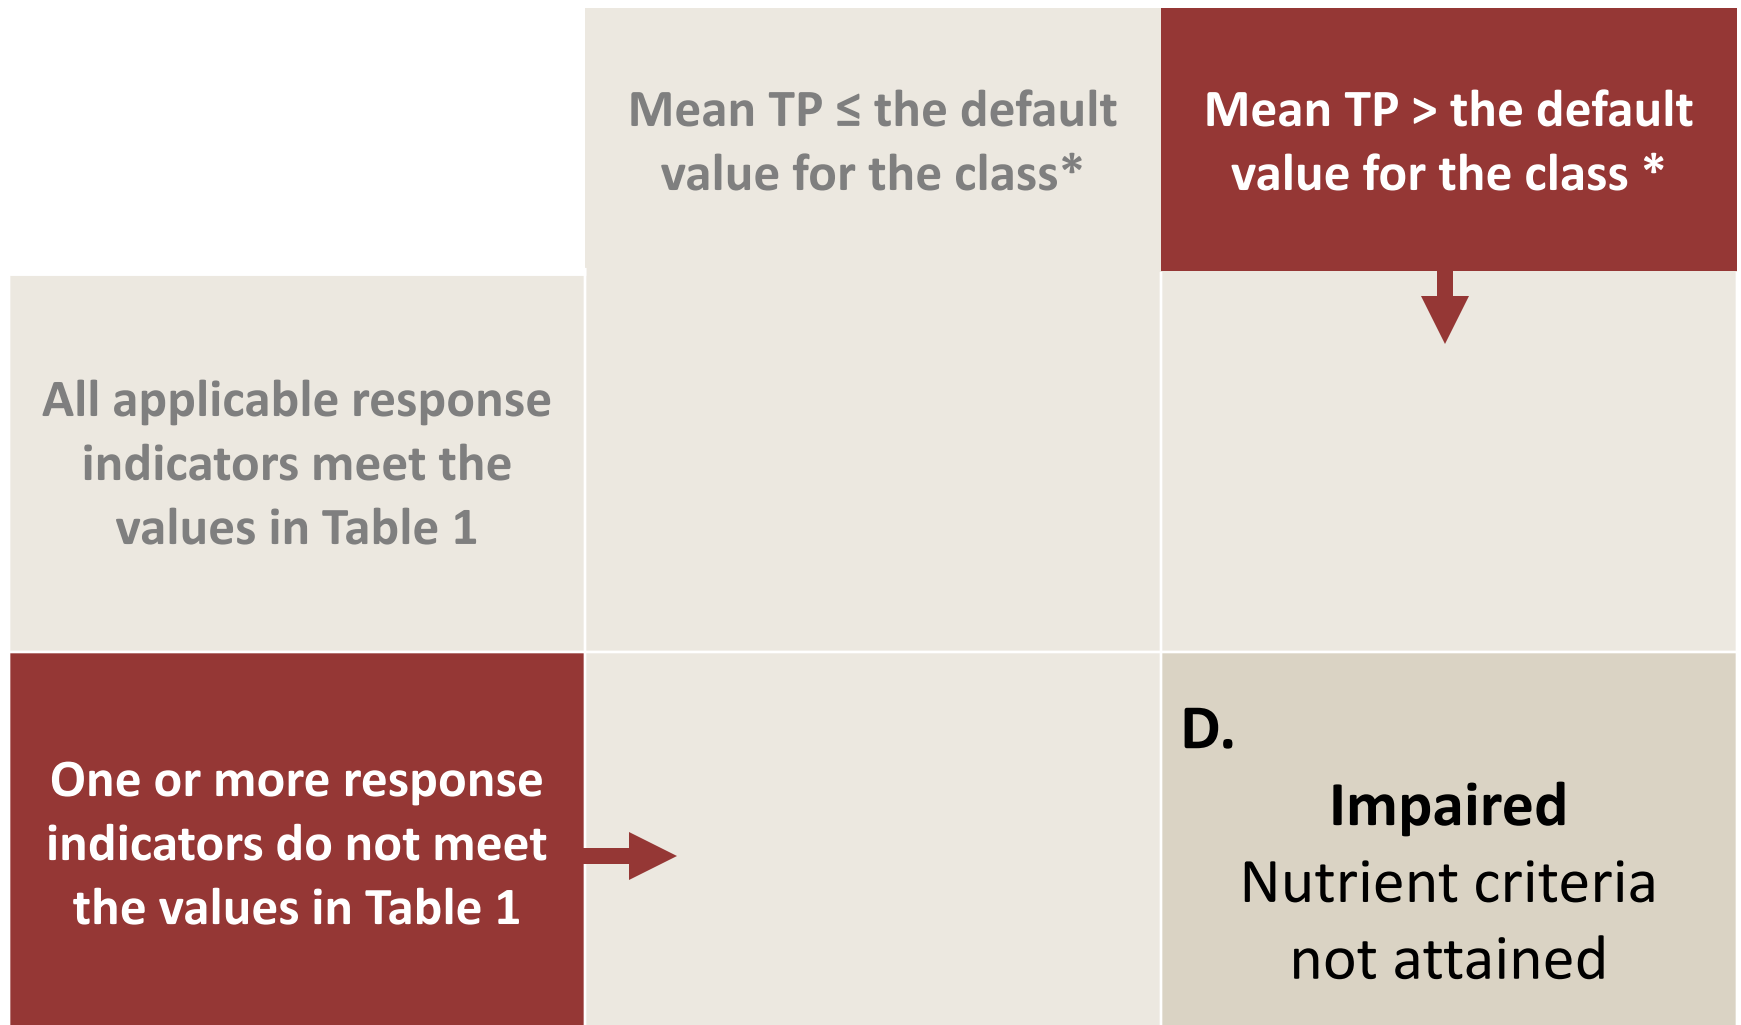 Mean TP ≤ the default
value for the class*
Mean TP > the default
value for the class *
All applicable response
indicators meet the
values in Table 1
One or more response
indicators do not meet
the values in Table 1
D.
Impaired
Nutrient criteria
not attained